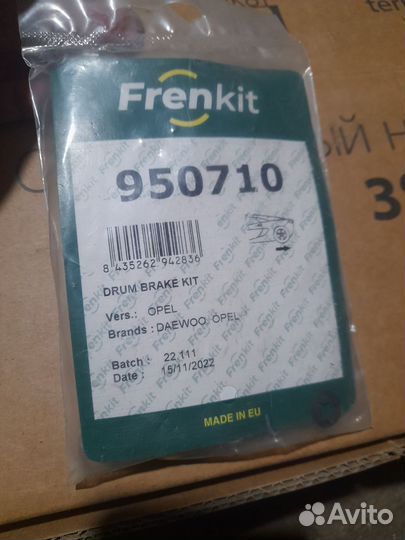 Frenkit
950710
8 435262 942836
DRUM BRAKE KIT
Vers.: OPEL
Brands : DAEWOO, OPEL
Batch : 22.111
Date : 15/11/2022
MADE IN EU
ЫЙ Н
Avito